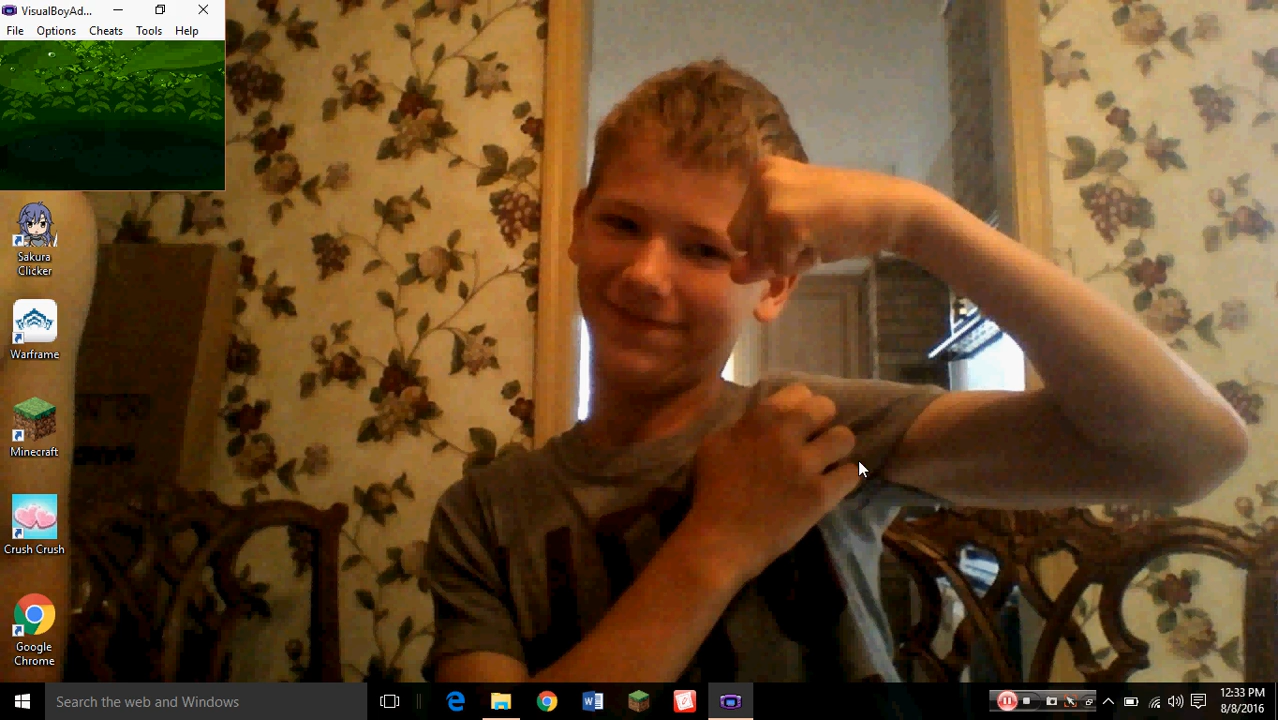 VisualBoyAd...
File Options Cheats Tools Help
Sakura
Clicker
Warframe
Minecraft
Crush Crush
Google
Chrome
Search the web and Windows
12:33 PM
8/8/2016